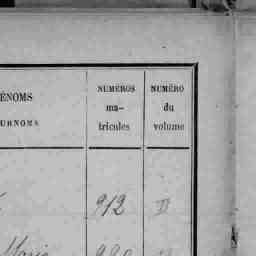 ÉNOMS
URNOMS
NUMÉROS
ma-
tricules
NUMÉRO
du
volume
912 II
Marie